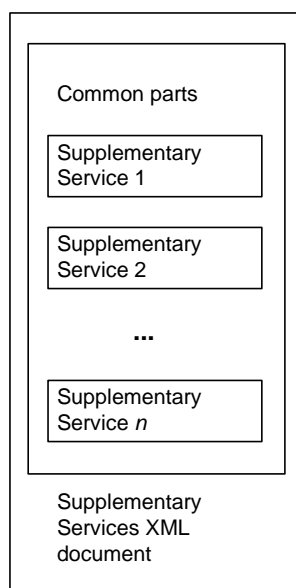 Common parts
Supplementary
Service 1
Supplementary
Service 2
...
Supplementary
Service n
Supplementary
Services XML
document